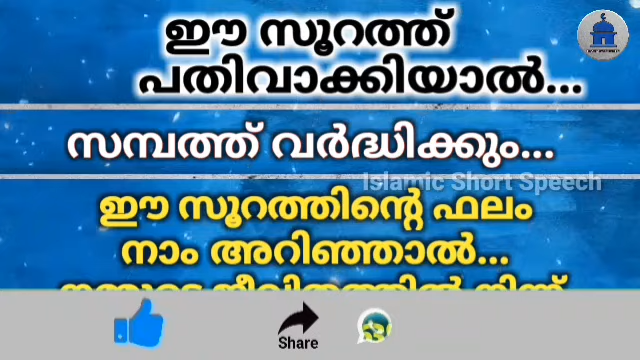 ഈ സൂറത്ത്
പതിവാക്കിയാൽ...
സമ്പത്ത് വർദ്ധിക്കും...
Islamic Short Speech
ഈ സൂറത്തിന്റെ ഫലം
നാം അറിഞ്ഞാൽ...
Share